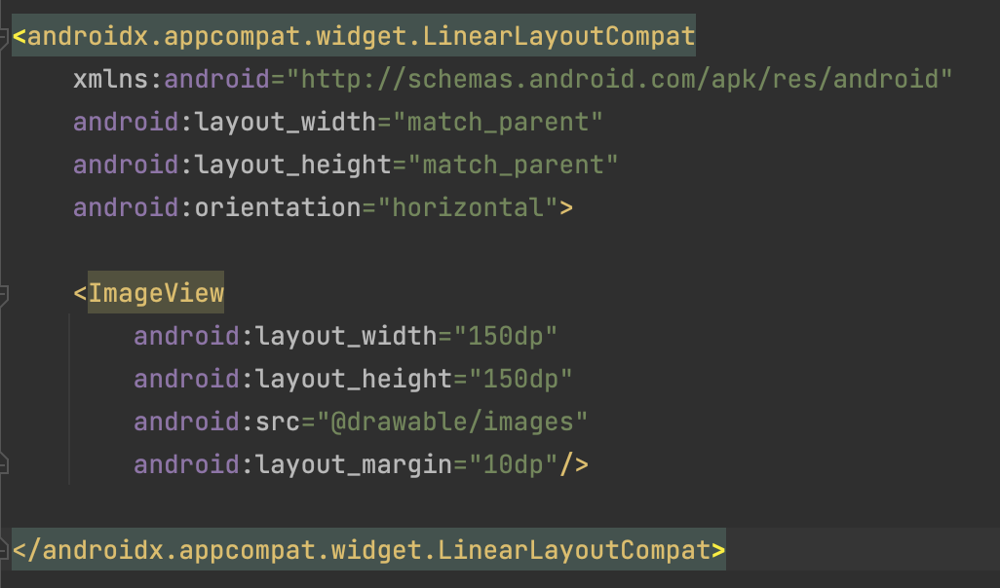 <androidx.appcompat.widget.LinearLayoutCompat
xmlns:android="http://schemas.android.com/apk/res/android"
android:layout_width="match_parent"
android:layout_height="match_parent"
android:orientation="horizontal">
<ImageView
android:layout_width="150dp"
android:layout_height="150dp"
android:src="@drawable/images"
android:layout_margin="10dp"/>
</androidx.appcompat.widget.LinearLayoutCompat>